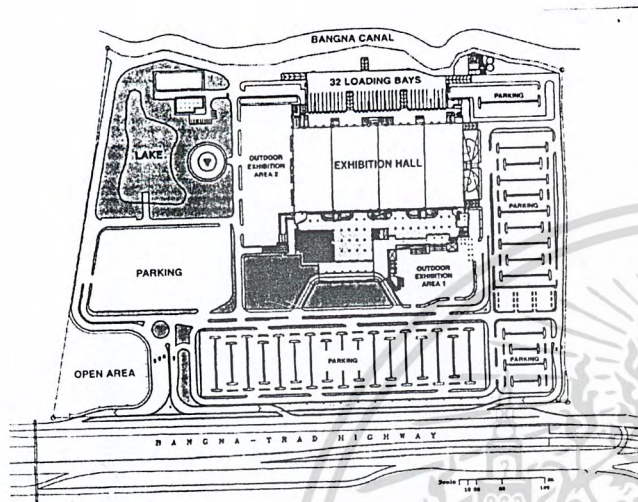 BANGNA CANAL
32 LOADING BAYS
PARKING
LAKE
OUTDOOR
EXHIBITION
AREA 2
EXHIBITION HALL
PARKING
PARKING
OUTDOOR
EXHIBITION
AREA 1
OPEN AREA
PARKING
PARKING
BANGNA - TRAD HIGHWAY
Scale